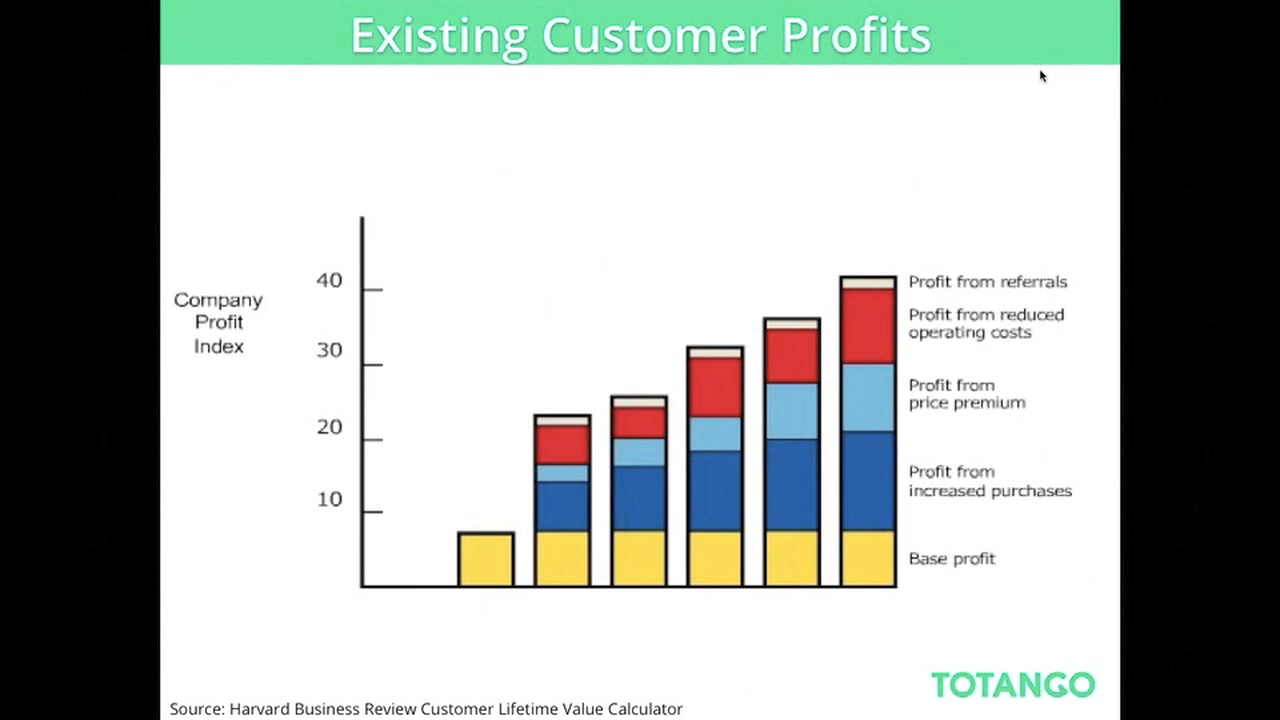 Existing Customer Profits
Company
Profit
Index
40
30
20
10
Profit from referrals
Profit from reduced
operating costs
Profit from
price premium
Profit from
increased purchases
Base profit
TOTANGO
Source: Harvard Business Review Customer Lifetime Value Calculator